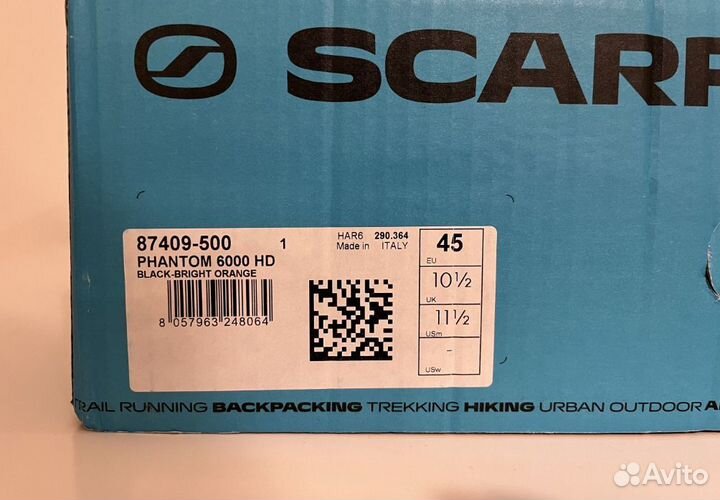 SCARP
87409-500 1 HAR6 290.364
Made in ITALY
PHANTOM 6000 HD
BLACK-BRIGHT ORANGE
8 057963 248064
45
EU
10½
UK
11½
USm
-
USw
TRAIL RUNNING BACKPACKING TREKKING HIKING URBAN OUTDOOR A
Avito